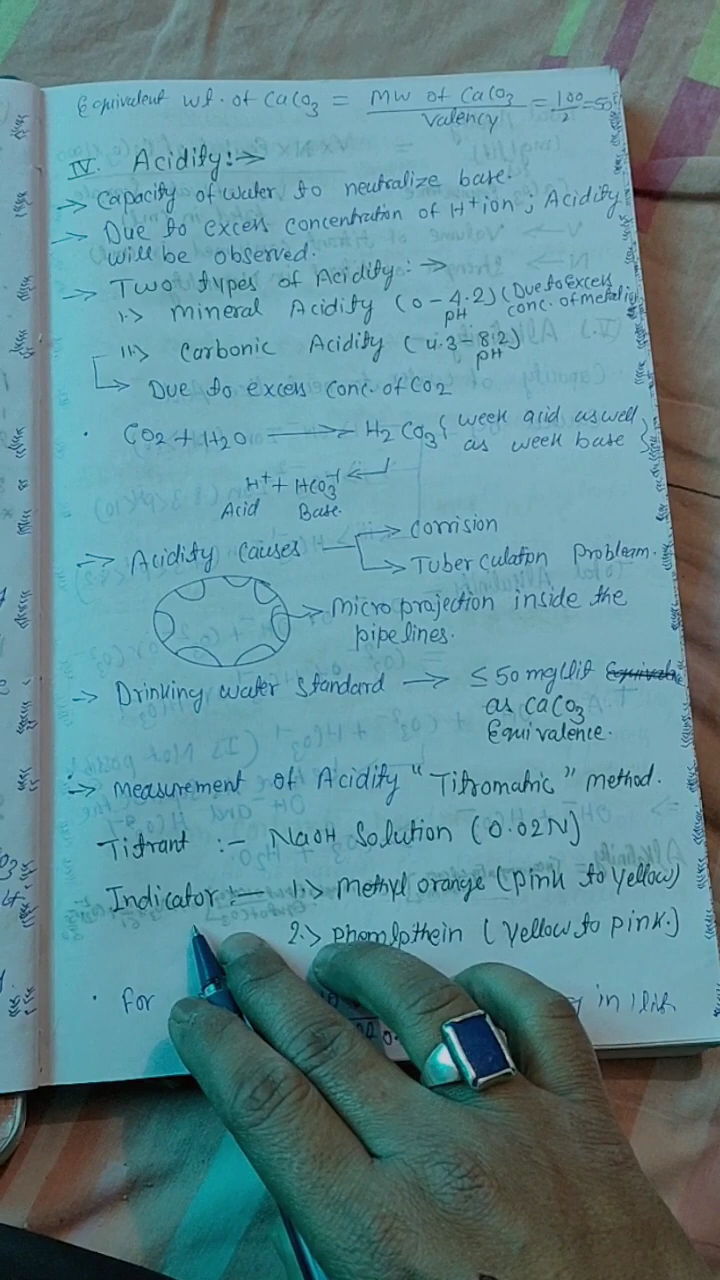 Equivalent wt. of CaCO3 = MW of CaCO3 / Valency = 100/2 = 50
IV. Acidity:→
→ Capacity of water to neutralize base.
→ Due to excess concentration of H+ ion, Acidity
will be observed.
→ Two types of Acidity:→
1.> Mineral Acidity (0-4.2) (Due to excess
pH conc. of metallic
11.> Carbonic Acidity (4.3-8.2)
pH
↳ Due to excess conc. of CO2
· CO2 + H2O → H2CO3 { week acid as well
as week base }
H+ + HCO3-
Acid Base
→ Acidity causes → Corrision
→ Tuberculation Problem.
→ micro projection inside the
pipelines.
→ Drinking water standard → ≤ 50 mg/lit
as CaCO3
Equivalence.
→ Measurement of Acidity "Titromatric" method.
Titrant :- NaOH Solution (0.02N)
Indicator :- 1.> Methyl orange (pink to yellow)
2.> Phomlpthein (Yellow to pink.)
· For in 1 lit